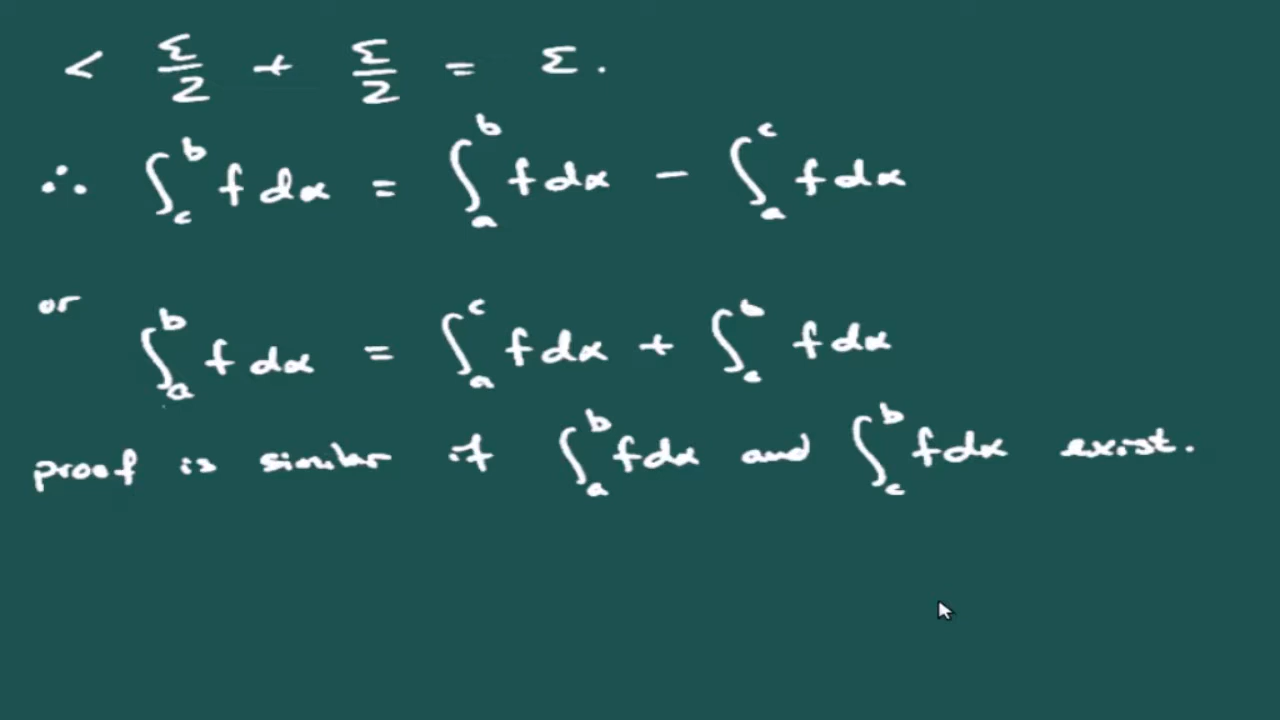 < ε/2 + ε/2 = ε.
∴ ∫_c^b f dα = ∫_a^b f dα − ∫_a^c f dα
or
∫_a^b f dα = ∫_a^c f dα + ∫_c^b f dα
proof is similar if ∫_a^b f dα and ∫_c^b f dα exist.